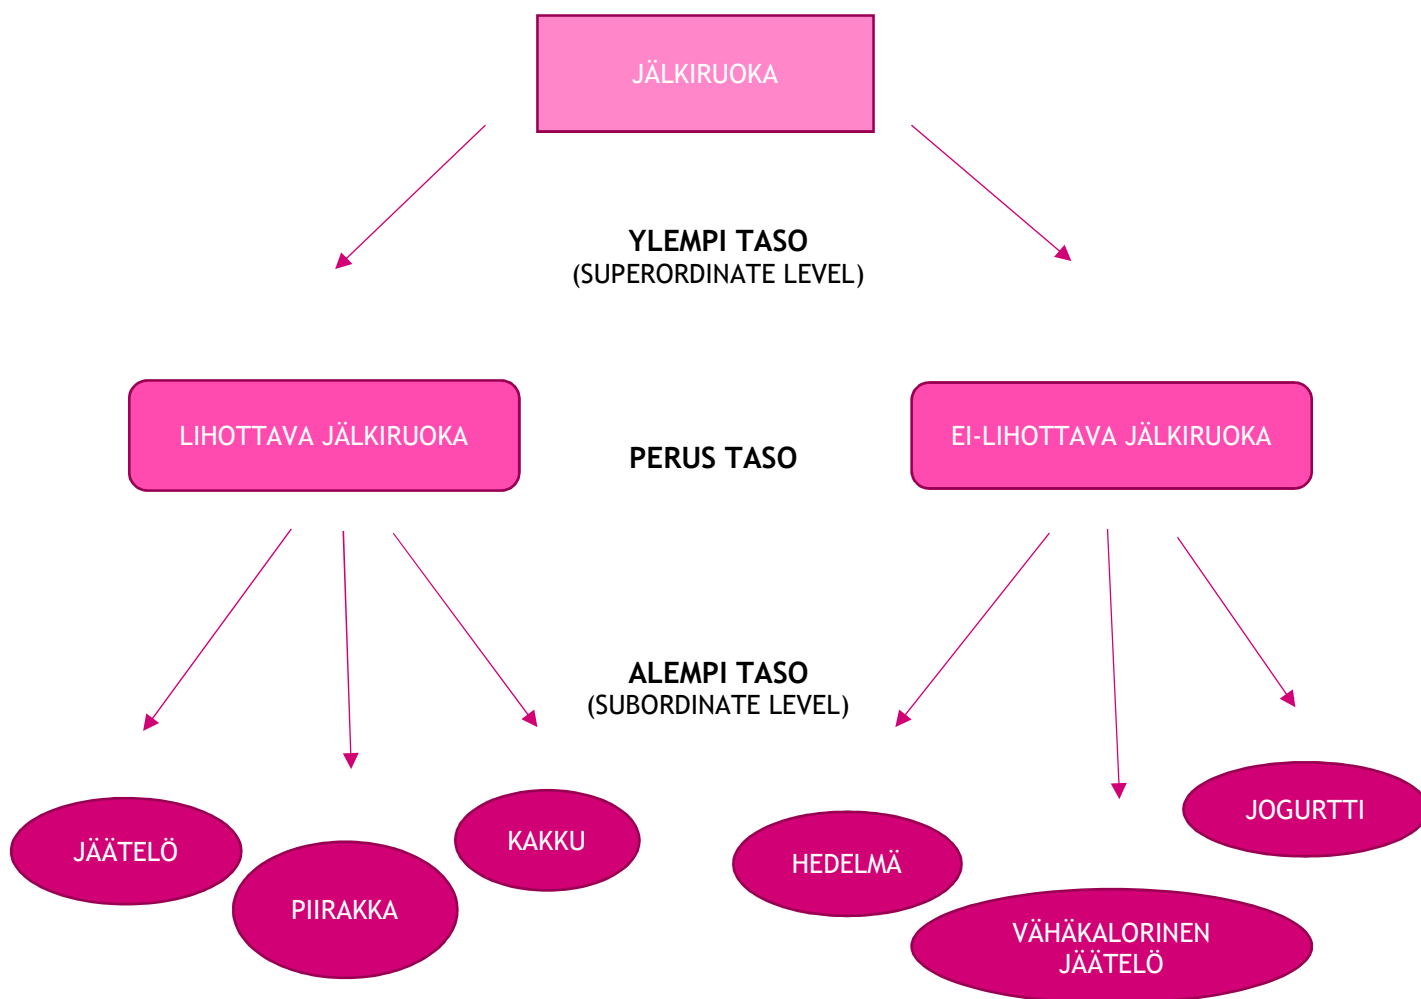 JÄLKIRUOKA
YLEMPI TASO
(SUPERORDINATE LEVEL)
LIHOTTAVA JÄLKIRUOKA
PERUS TASO
EI-LIHOTTAVA JÄLKIRUOKA
ALEMPI TASO
(SUBORDINATE LEVEL)
JÄÄTELÖ
PIIRAKKA
KAKKU
HEDELMÄ
VÄHÄKALORINEN
JÄÄTELÖ
JOGURTTI